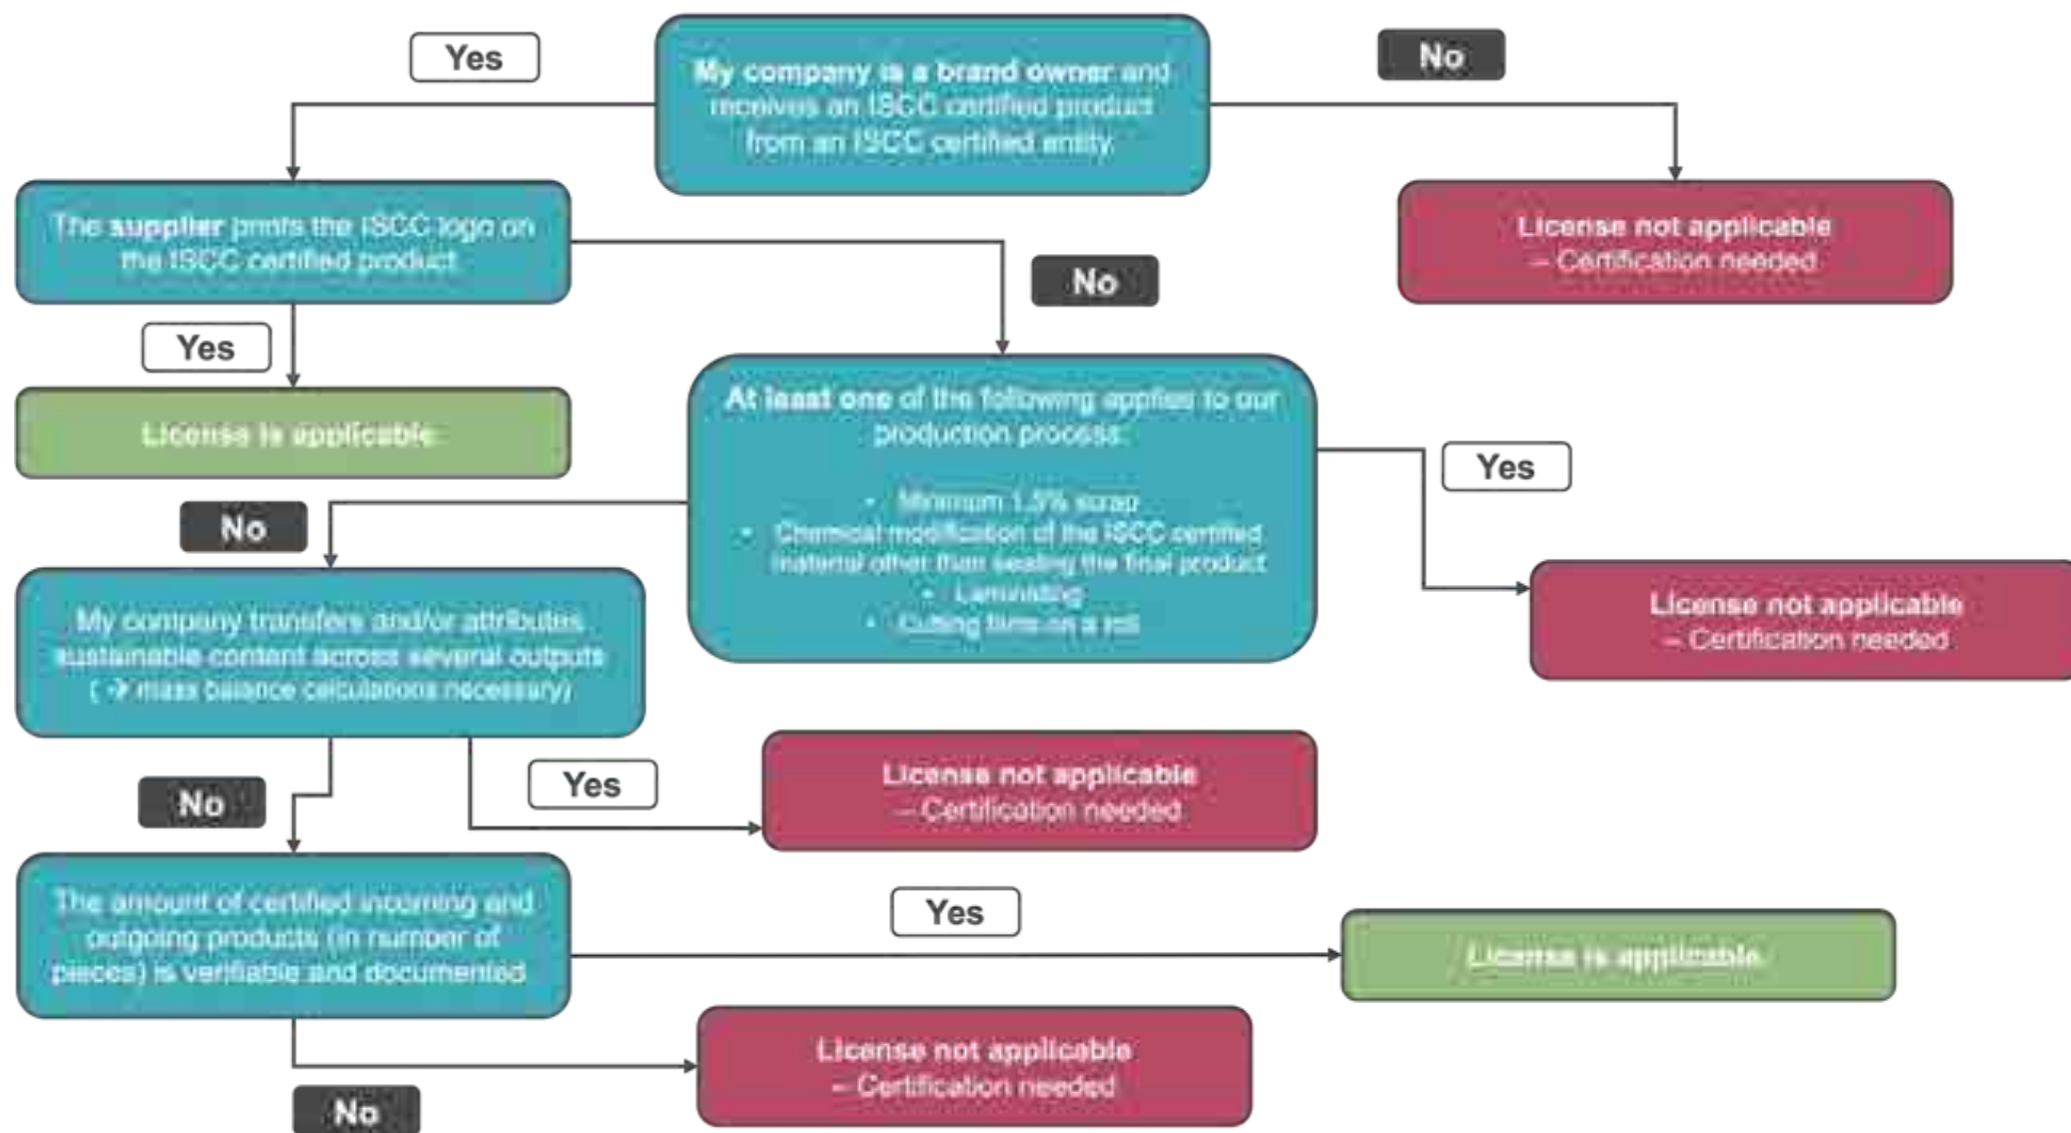 Yes
My company is a brand owner and
receives an ISCC certified product
from an ISCC certified entity
No
The supplier prints the ISCC logo on
the ISCC certified product
No
License not applicable
– Certification needed
Yes
License is applicable
At least one of the following applies to our
production process:
• Minimum 1.5% scrap
• Chemical modification of the ISCC certified
material other than sealing the final product
• Laminating
• Cutting films on a roll
Yes
No
License not applicable
– Certification needed
My company transfers and/or attributes
sustainable content across several outputs
( → mass balance calculations necessary)
No
Yes
License not applicable
– Certification needed
The amount of certified incoming and
outgoing products (in number of
pieces) is verifiable and documented
Yes
License is applicable
No
License not applicable
– Certification needed